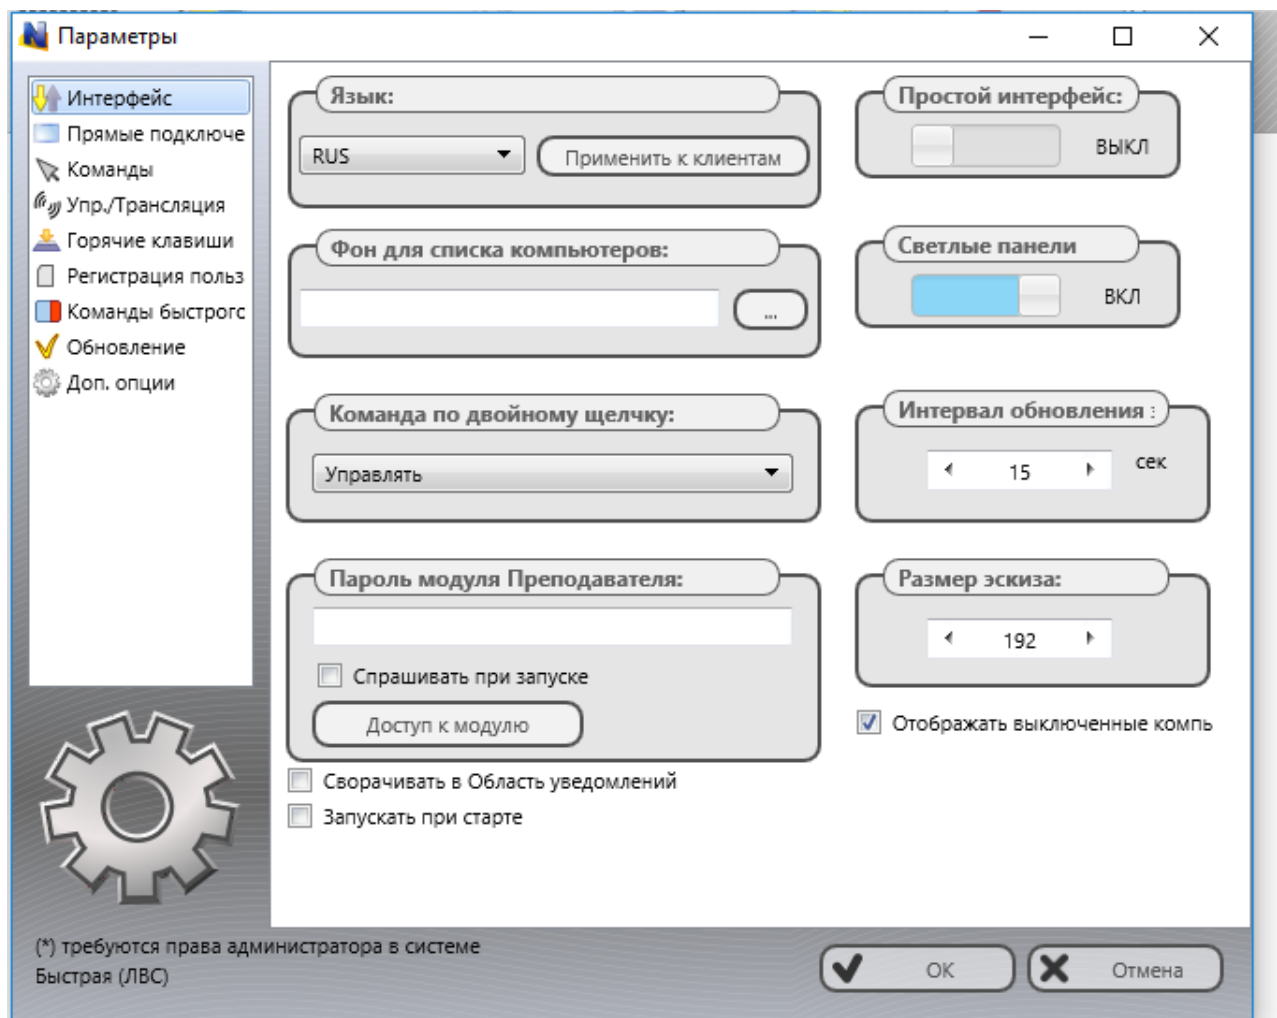 Параметры
Интерфейс
Прямые подключе
Команды
Упр./Трансляция
Горячие клавиши
Регистрация польз
Команды быстрого
Обновление
Доп. опции
Язык:
RUS
Применить к клиентам
Простой интерфейс:
ВЫКЛ
Фон для списка компьютеров:
...
Светлые панели
ВКЛ
Команда по двойному щелчку:
Управлять
Интервал обновления
15
сек
Пароль модуля Преподавателя:
Спрашивать при запуске
Доступ к модулю
Размер эскиза:
192
Отображать выключенные компь
Сворачивать в Область уведомлений
Запускать при старте
(*) требуются права администратора в системе
Быстрая (ЛВС)
ОК
Отмена